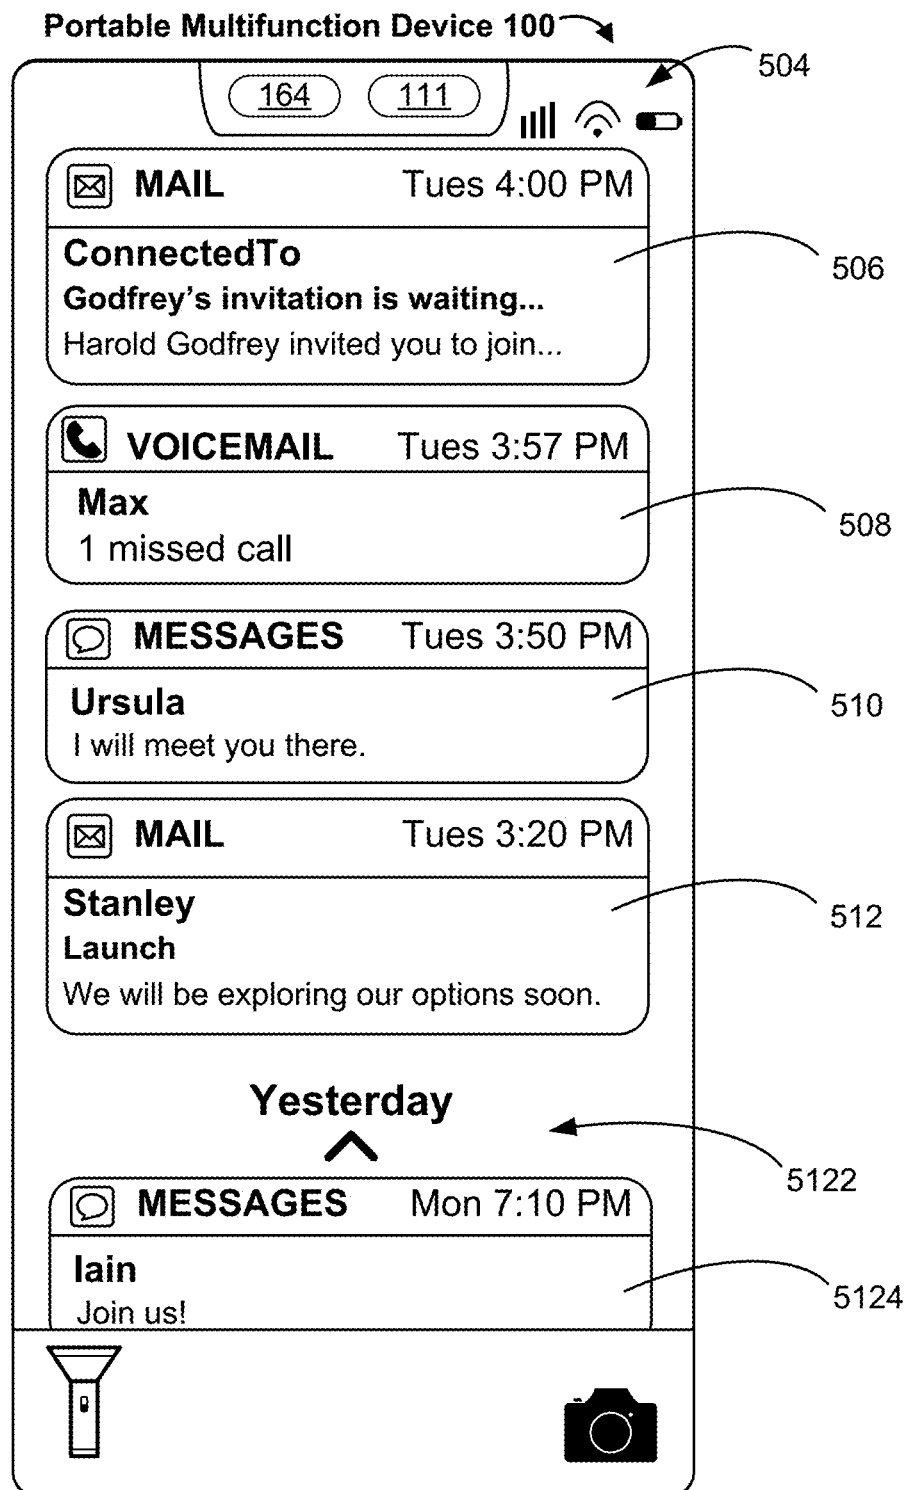 Portable Multifunction Device 100
504
164 111
MAIL Tues 4:00 PM
ConnectedTo
Godfrey's invitation is waiting...
Harold Godfrey invited you to join...
506
VOICEMAIL Tues 3:57 PM
Max
1 missed call
508
MESSAGES Tues 3:50 PM
Ursula
I will meet you there.
510
MAIL Tues 3:20 PM
Stanley
Launch
We will be exploring our options soon.
512
Yesterday
5122
MESSAGES Mon 7:10 PM
Iain
Join us!
5124